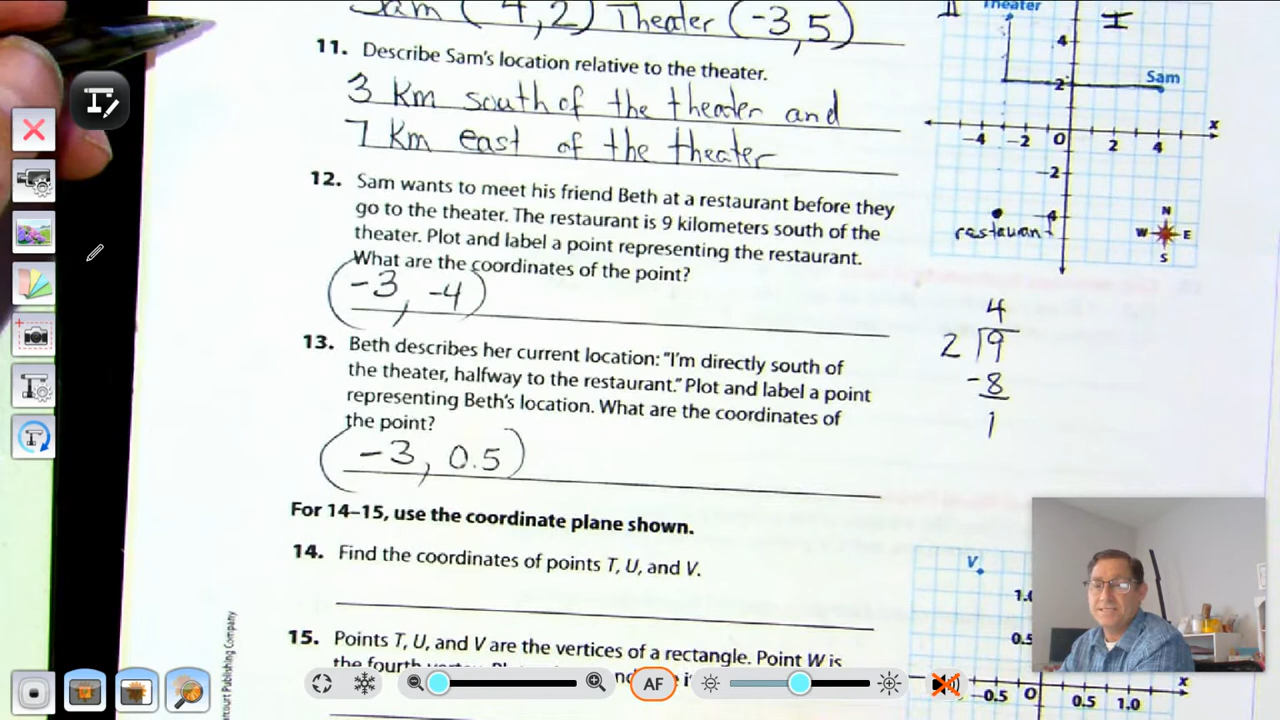 Sam (4,2) Theater (-3,5)
11. Describe Sam's location relative to the theater.
3 Km south of the theater and
7 Km east of the theater
12. Sam wants to meet his friend Beth at a restaurant before they
go to the theater. The restaurant is 9 kilometers south of the
theater. Plot and label a point representing the restaurant.
What are the coordinates of the point?
(-3, -4)
13. Beth describes her current location: "I'm directly south of
the theater, halfway to the restaurant." Plot and label a point
representing Beth's location. What are the coordinates of
the point?
(-3, 0.5)
For 14–15, use the coordinate plane shown.
14. Find the coordinates of points T, U, and V.
15. Points T, U, and V are the vertices of a rectangle. Point W is
the fourth
II Theater I
4
2 Sam
x
-4 -2 O 2 4
-2
-4
restaurant
N
W E
S
4
2 9
-8
1
V
0.5
x
-0.5 O 0.5 1.0
arcourt Publishing Company
AF